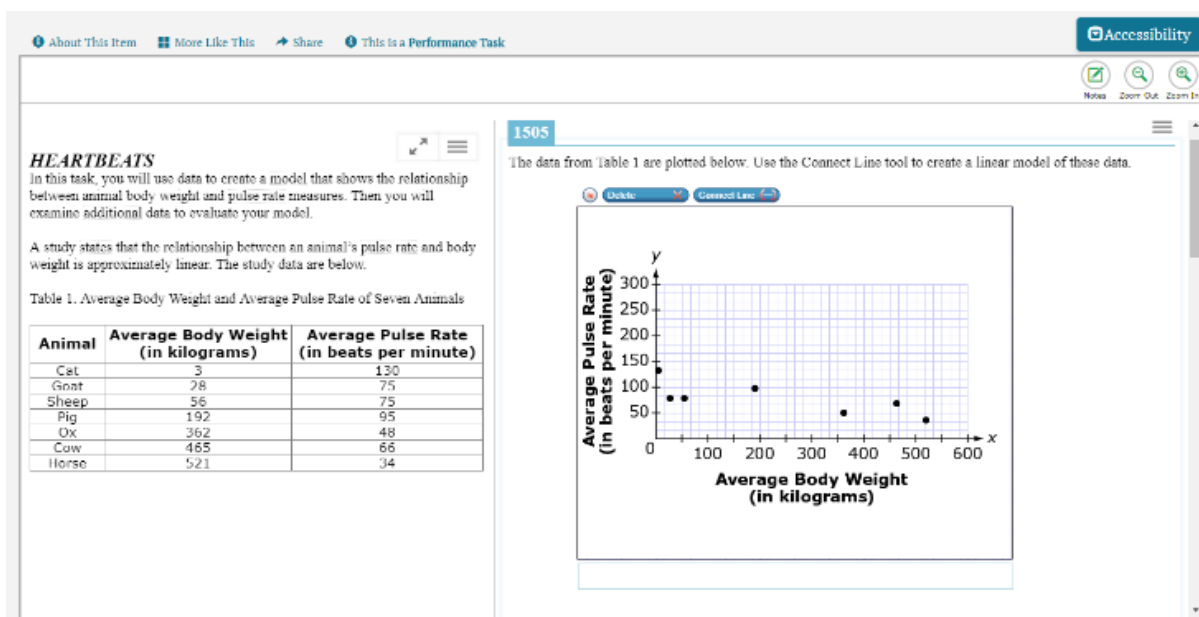 About This Item More Like This Share This is a Performance Task
Accessibility
Notes Zoom Out Zoom In
HEARTBEATS
In this task, you will use data to create a model that shows the relationship
between animal body weight and pulse rate measures. Then you will
examine additional data to evaluate your model.
A study states that the relationship between an animal's pulse rate and body
weight is approximately linear. The study data are below.
Table 1. Average Body Weight and Average Pulse Rate of Seven Animals
Animal Average Body Weight (in kilograms) Average Pulse Rate (in beats per minute)
Cat 3 130
Goat 28 75
Sheep 56 75
Pig 192 95
Ox 362 48
Cow 465 66
Horse 521 34
1505
The data from Table 1 are plotted below. Use the Connect Line tool to create a linear model of these data.
Delete Connect Line
y
Average Pulse Rate
(in beats per minute)
300
250
200
150
100
50
0 100 200 300 400 500 600 x
Average Body Weight
(in kilograms)